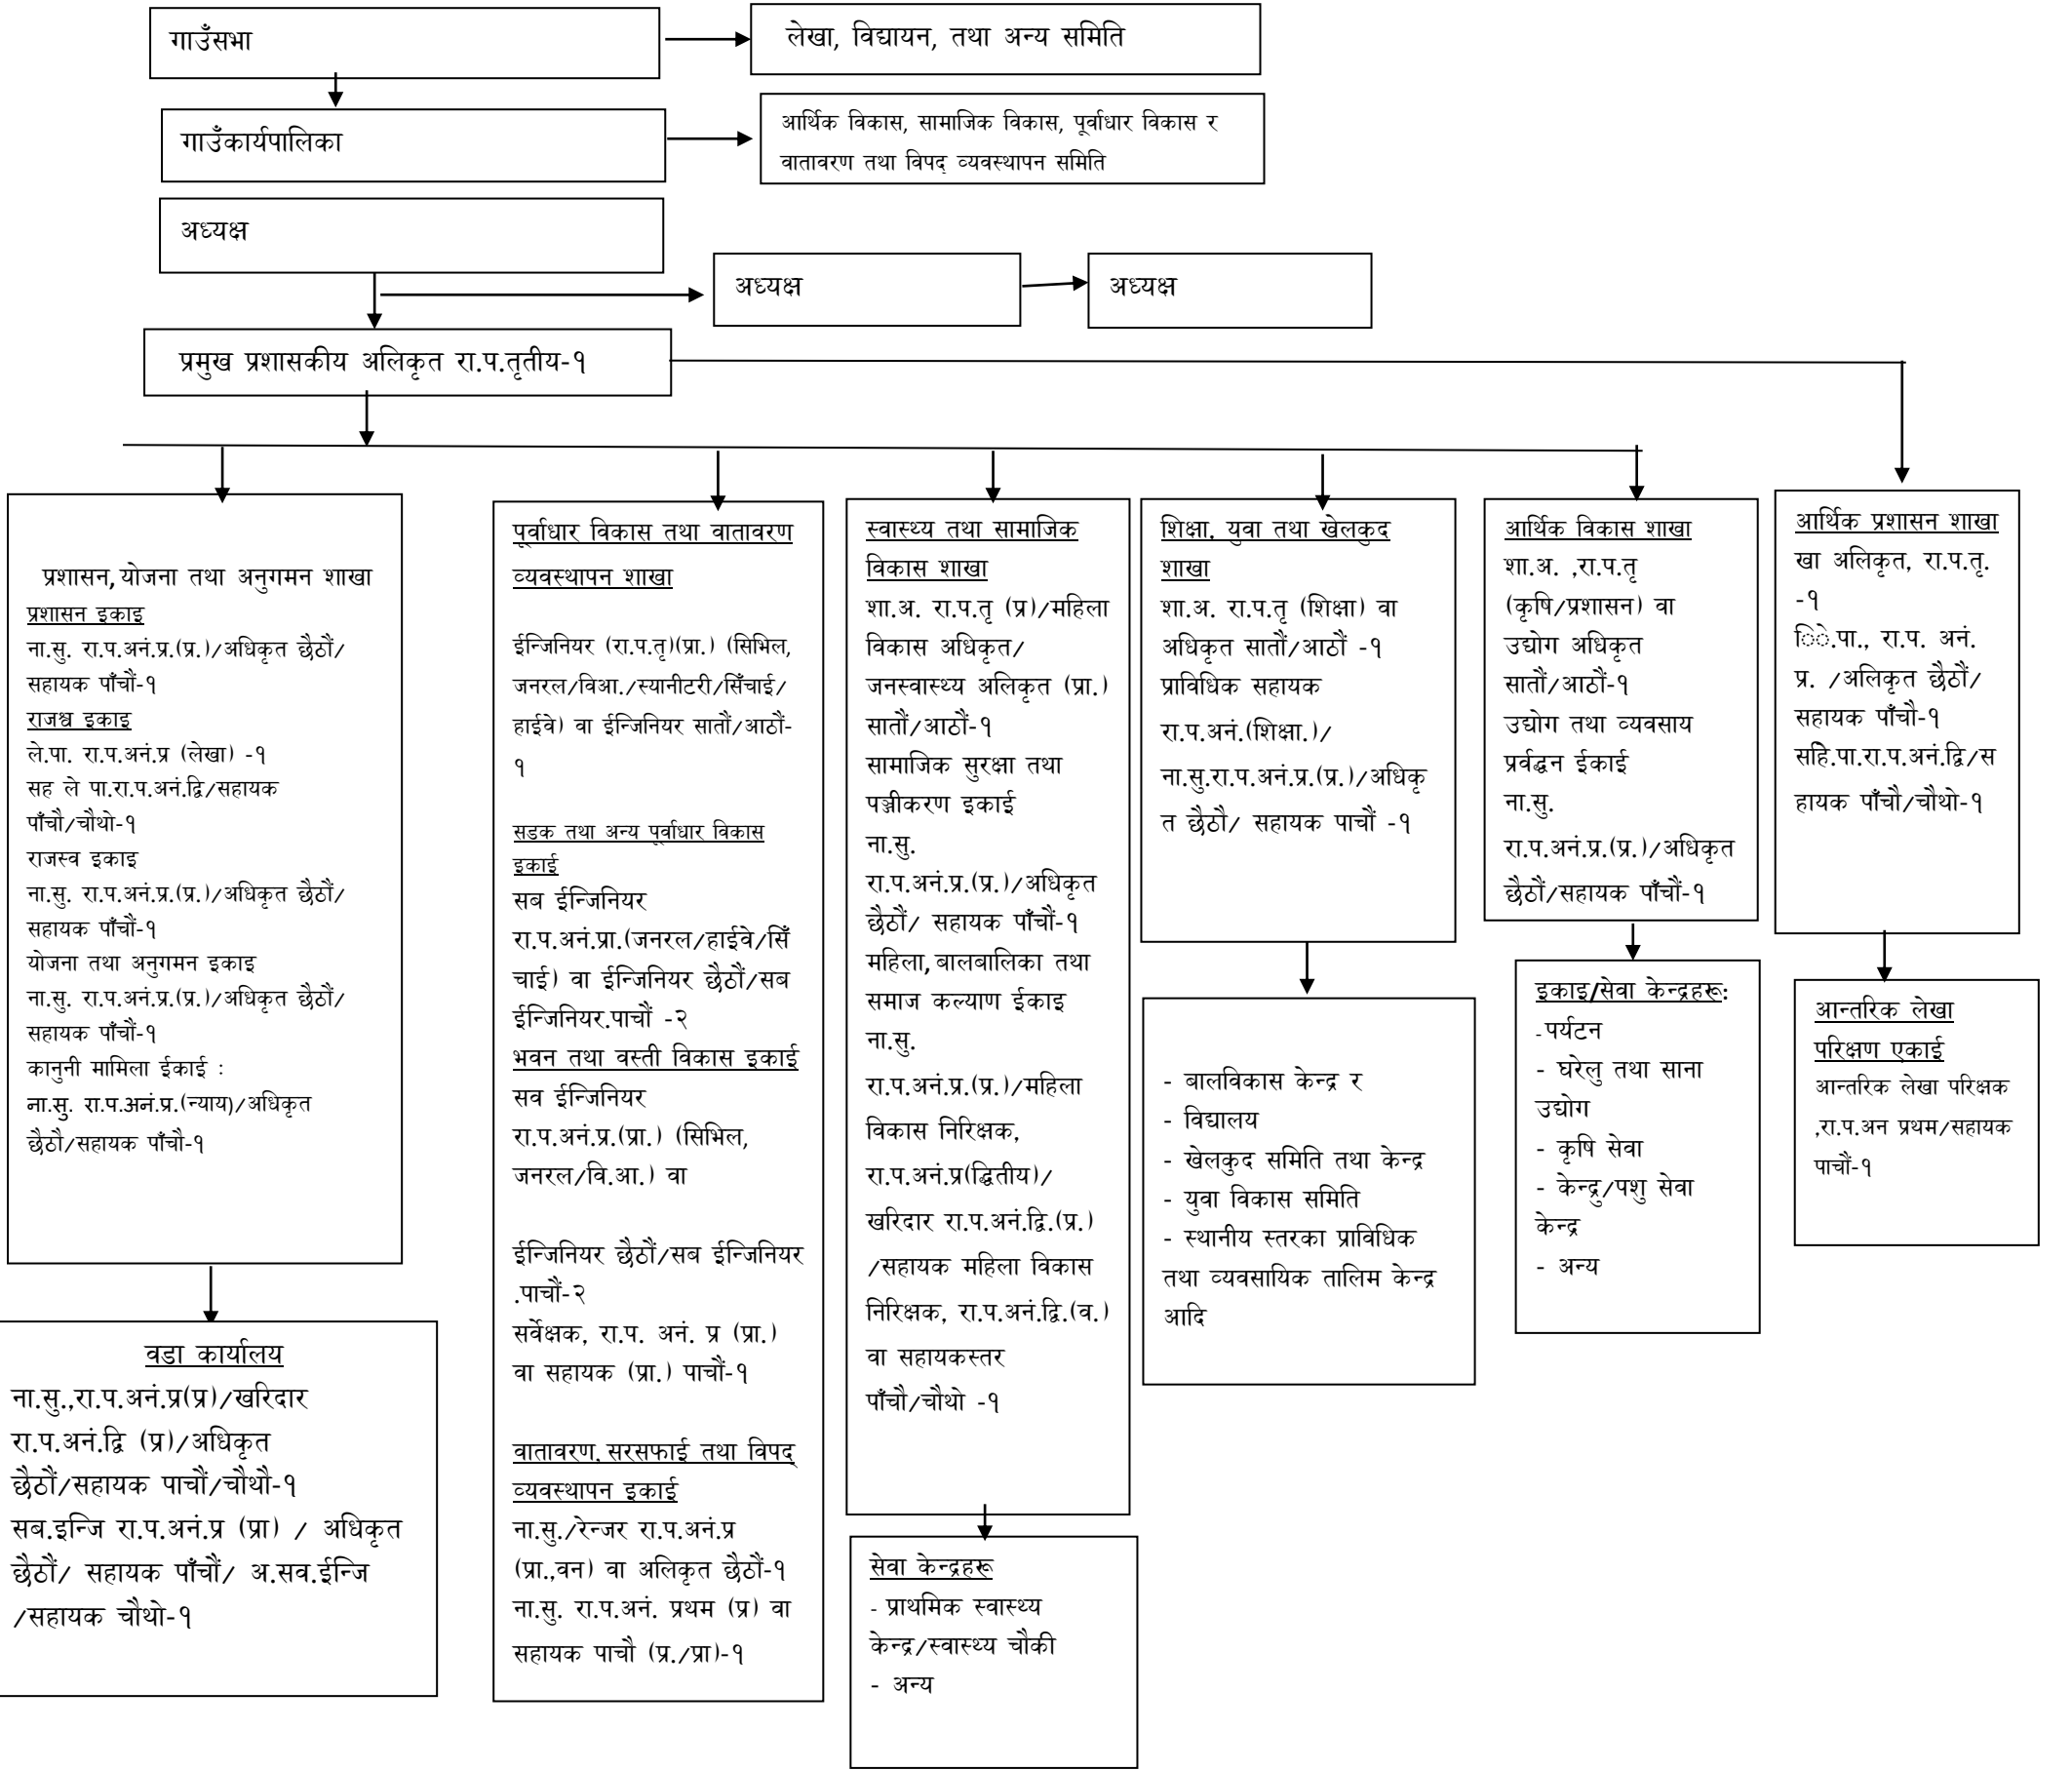 गाउँसभा
लेखा, विद्यायन, तथा अन्य समिति
गाउँकार्यपालिका
आर्थिक विकास, सामाजिक विकास, पूर्वाधार विकास र
वातावरण तथा विपद् व्यवस्थापन समिति
अध्यक्ष
अध्यक्ष
अध्यक्ष
प्रमुख प्रशासकीय अलिकृत रा.प.तृतीय-१
प्रशासन, योजना तथा अनुगमन शाखा
प्रशासन इकाइ
ना.सु. रा.प.अनं.प्र.(प्र.)/अधिकृत छैठौं/
सहायक पाँचौं-१
राजश्व इकाइ
ले.पा. रा.प.अनं.प्र (लेखा) -१
सह ले पा.रा.प.अनं.द्वि/सहायक
पाँचौ/चौथो-१
राजस्व इकाइ
ना.सु. रा.प.अनं.प्र.(प्र.)/अधिकृत छैठौं/
सहायक पाँचौं-१
योजना तथा अनुगमन इकाइ
ना.सु. रा.प.अनं.प्र.(प्र.)/अधिकृत छैठौं/
सहायक पाँचौं-१
कानुनी मामिला ईकाई :
ना.सु. रा.प.अनं.प्र.(न्याय)/अधिकृत
छैठौ/सहायक पाँचौ-१
वडा कार्यालय
ना.सु.,रा.प.अनं.प्र(प्र)/खरिदार
रा.प.अनं.द्वि (प्र)/अधिकृत
छैठौं/सहायक पाचौं/चौथौ-१
सब.इन्जि रा.प.अनं.प्र (प्रा) / अधिकृत
छैठौं/ सहायक पाँचौं/ अ.सव.ईन्जि
/सहायक चौथो-१
पूर्वाधार विकास तथा वातावरण
व्यवस्थापन शाखा
ईन्जिनियर (रा.प.तृ)(प्रा.) (सिभिल,
जनरल/विआ./स्यानीटरी/सिँचाई/
हाईवे) वा ईन्जिनियर सातौं/आठौं-
१
सडक तथा अन्य पूर्वाधार विकास
इकाई
सब ईन्जिनियर
रा.प.अनं.प्रा.(जनरल/हाईवे/सिँ
चाई) वा ईन्जिनियर छैठौं/सब
ईन्जिनियर.पाचौं -२
भवन तथा वस्ती विकास इकाई
सव ईन्जिनियर
रा.प.अनं.प्र.(प्रा.) (सिभिल,
जनरल/वि.आ.) वा
ईन्जिनियर छैठौं/सब ईन्जिनियर
.पाचौं-२
सर्वेक्षक, रा.प. अनं. प्र (प्रा.)
वा सहायक (प्रा.) पाचौं-१
वातावरण, सरसफाई तथा विपद्
व्यवस्थापन इकाई
ना.सु./रेन्जर रा.प.अनं.प्र
(प्रा.,वन) वा अलिकृत छैठौं-१
ना.सु. रा.प.अनं. प्रथम (प्र) वा
सहायक पाचौ (प्र./प्रा)-१
स्वास्थ्य तथा सामाजिक
विकास शाखा
शा.अ. रा.प.तृ (प्र)/महिला
विकास अधिकृत/
जनस्वास्थ्य अलिकृत (प्रा.)
सातौं/आठौं-१
सामाजिक सुरक्षा तथा
पञ्जीकरण इकाई
ना.सु.
रा.प.अनं.प्र.(प्र.)/अधिकृत
छैठौं/ सहायक पाँचौं-१
महिला, बालबालिका तथा
समाज कल्याण ईकाइ
ना.सु.
रा.प.अनं.प्र.(प्र.)/महिला
विकास निरिक्षक,
रा.प.अनं.प्र(द्धितीय)/
खरिदार रा.प.अनं.द्वि.(प्र.)
/सहायक महिला विकास
निरिक्षक, रा.प.अनं.द्वि.(व.)
वा सहायकस्तर
पाँचौ/चौथो -१
सेवा केन्द्रहरू
- प्राथमिक स्वास्थ्य
केन्द्र/स्वास्थ्य चौकी
- अन्य
शिक्षा, युवा तथा खेलकुद
शाखा
शा.अ. रा.प.तृ (शिक्षा) वा
अधिकृत सातौं/आठौं -१
प्राविधिक सहायक
रा.प.अनं.(शिक्षा.)/
ना.सु.रा.प.अनं.प्र.(प्र.)/अधिकृ
त छैठौ/ सहायक पाचौं -१
- बालविकास केन्द्र र
- विद्यालय
- खेलकुद समिति तथा केन्द्र
- युवा विकास समिति
- स्थानीय स्तरका प्राविधिक
तथा व्यवसायिक तालिम केन्द्र
आदि
आर्थिक विकास शाखा
शा.अ. ,रा.प.तृ
(कृषि/प्रशासन) वा
उद्योग अधिकृत
सातौं/आठौं-१
उद्योग तथा व्यवसाय
प्रर्वद्धन ईकाई
ना.सु.
रा.प.अनं.प्र.(प्र.)/अधिकृत
छैठौं/सहायक पाँचौं-१
इकाइ/सेवा केन्द्रहरू:
-पर्यटन
- घरेलु तथा साना
उद्योग
- कृषि सेवा
- केन्द्र/पशु सेवा
केन्द्र
- अन्य
आर्थिक प्रशासन शाखा
खा अलिकृत, रा.प.तृ.
-१
िे.पा., रा.प. अनं.
प्र. /अलिकृत छैठौं/
सहायक पाँचौ-१
सहिे.पा.रा.प.अनं.द्वि/स
हायक पाँचौ/चौथो-१
आन्तरिक लेखा
परिक्षण एकाई
आन्तरिक लेखा परिक्षक
,रा.प.अन प्रथम/सहायक
पाचौं-१